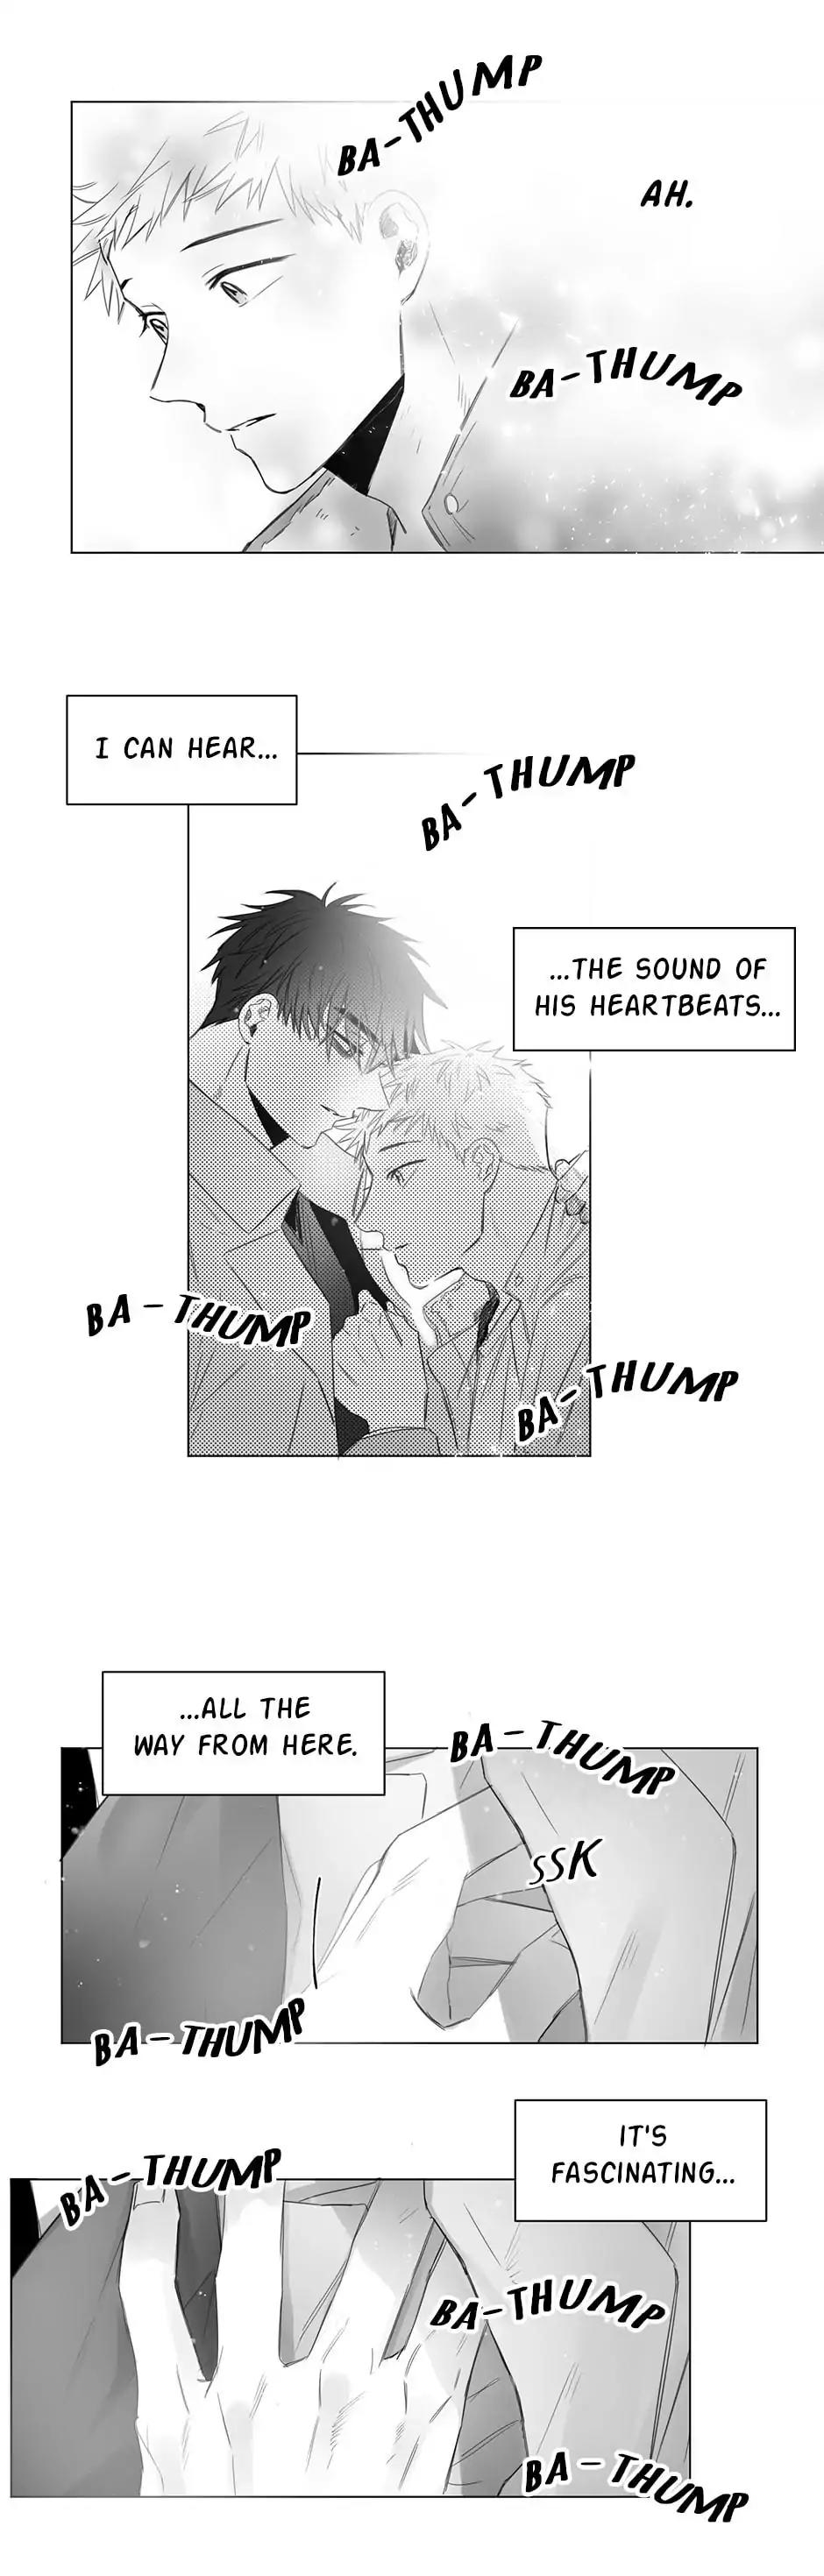 BA-THUMP
AH.
BA-THUMP
I CAN HEAR...
BA-THUMP
...THE SOUND OF
HIS HEARTBEATS...
BA-THUMP
BA-THUMP
...ALL THE
WAY FROM HERE.
BA-THUMP
SSK
BA-THUMP
IT'S
FASCINATING...
BA-THUMP
BA-THUMP
BA-THUMP